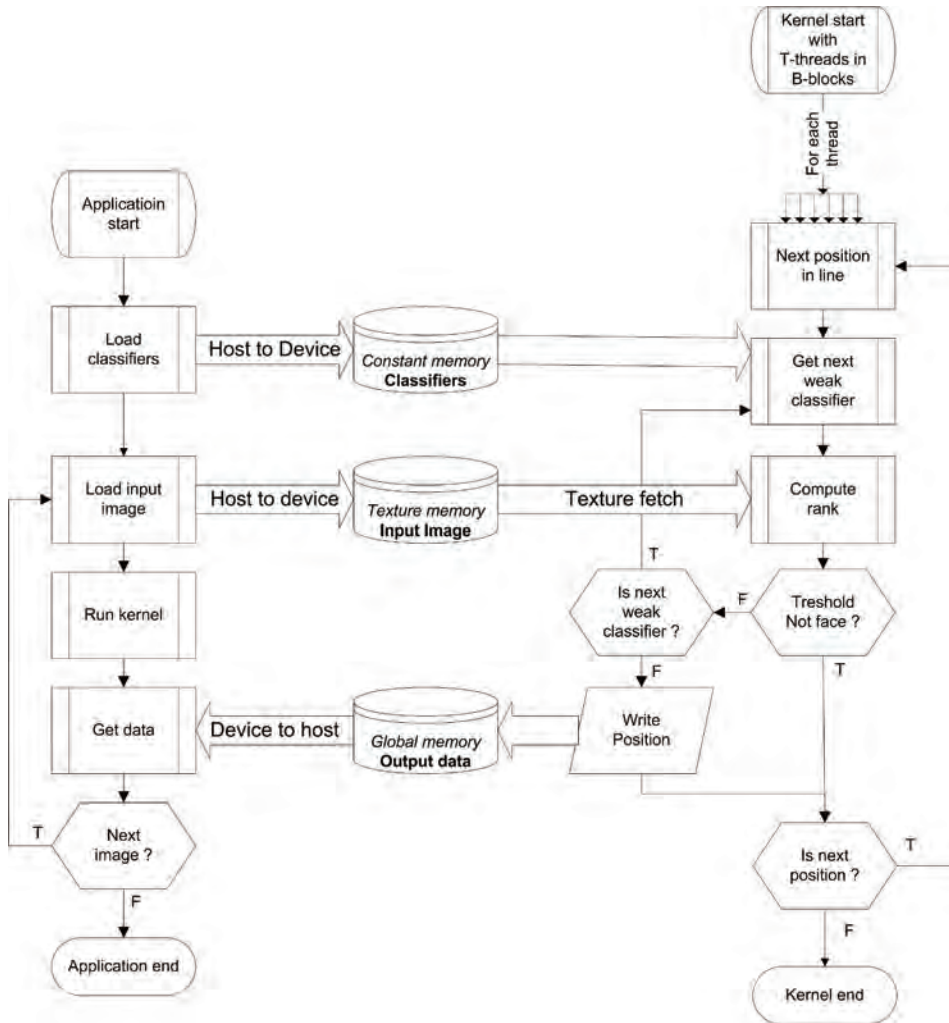 Kernel start
with
T-threads in
B-blocks
For each
thread
Applicatioin
start
Next position
in line
Load
classifiers
Host to Device
Constant memory
Classifiers
Get next
weak
classifier
Load input
image
Host to device
Texture memory
Input Image
Texture fetch
Compute
rank
T
Is next
weak
classifier ?
F
Treshold
Not face ?
Run kernel
F
T
Get data
Device to host
Global memory
Output data
Write
Position
T
Next
image ?
F
Is next
position ?
T
F
Application end
Kernel end